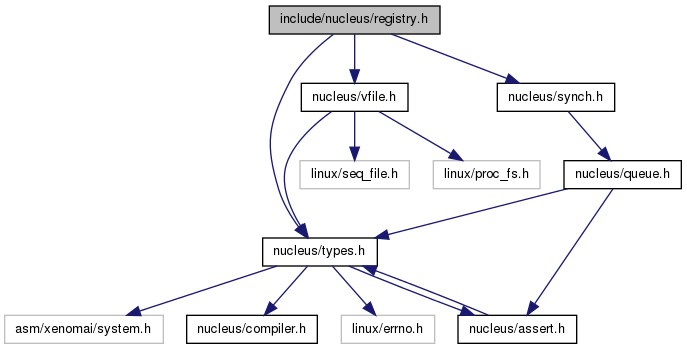 include/nucleus/registry.h
nucleus/vfile.h
nucleus/synch.h
linux/seq_file.h
linux/proc_fs.h
nucleus/queue.h
nucleus/types.h
asm/xenomai/system.h
nucleus/compiler.h
linux/errno.h
nucleus/assert.h